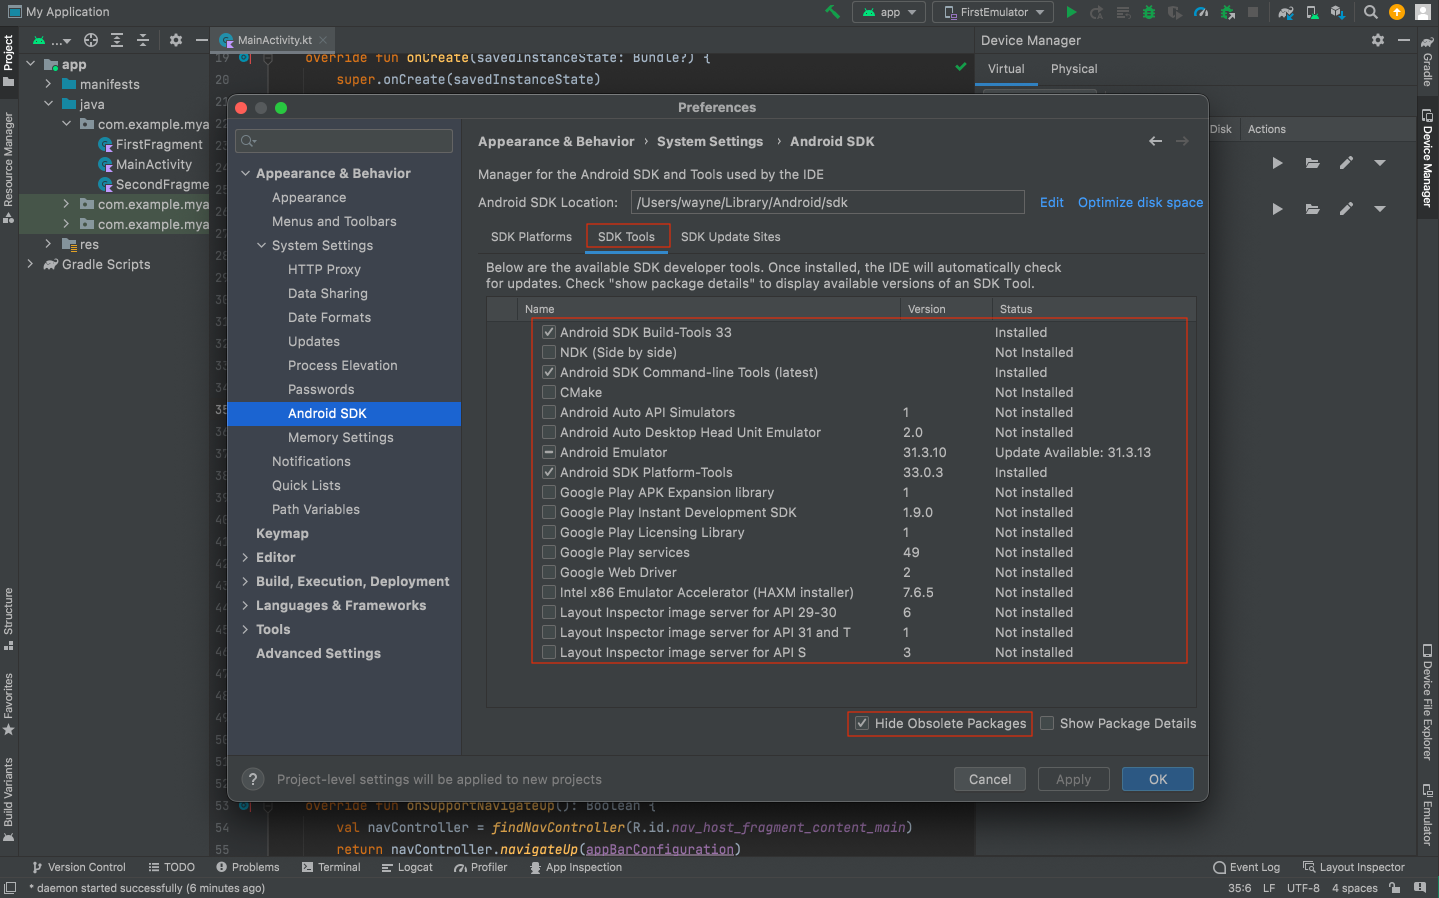 My Application
app
FirstEmulator
Project
...
MainActivity.kt
Device Manager
Virtual
Physical
Disk
Actions
Gradle
Device Manager
Device File Explorer
Emulator
Resource Manager
Structure
Favorites
Build Variants
app
manifests
java
com.example.mya
FirstFragment
MainActivity
SecondFragme
com.example.mya
com.example.mya
res
Gradle Scripts
19 override fun onCreate(savedInstanceState: Bundle?) {
20 super.onCreate(savedInstanceState)
Preferences
Appearance & Behavior
Appearance
Menus and Toolbars
System Settings
HTTP Proxy
Data Sharing
Date Formats
Updates
Process Elevation
Passwords
Android SDK
Memory Settings
Notifications
Quick Lists
Path Variables
Keymap
Editor
Build, Execution, Deployment
Languages & Frameworks
Tools
Advanced Settings
Appearance & Behavior › System Settings › Android SDK
Manager for the Android SDK and Tools used by the IDE
Android SDK Location: /Users/wayne/Library/Android/sdk Edit Optimize disk space
SDK Platforms SDK Tools SDK Update Sites
Below are the available SDK developer tools. Once installed, the IDE will automatically check
for updates. Check "show package details" to display available versions of an SDK Tool.
Name Version Status
Android SDK Build-Tools 33 Installed
NDK (Side by side) Not Installed
Android SDK Command-line Tools (latest) Installed
CMake Not Installed
Android Auto API Simulators 1 Not installed
Android Auto Desktop Head Unit Emulator 2.0 Not installed
Android Emulator 31.3.10 Update Available: 31.3.13
Android SDK Platform-Tools 33.0.3 Installed
Google Play APK Expansion library 1 Not installed
Google Play Instant Development SDK 1.9.0 Not installed
Google Play Licensing Library 1 Not installed
Google Play services 49 Not installed
Google Web Driver 2 Not installed
Intel x86 Emulator Accelerator (HAXM installer) 7.6.5 Not installed
Layout Inspector image server for API 29-30 6 Not installed
Layout Inspector image server for API 31 and T 1 Not installed
Layout Inspector image server for API S 3 Not installed
Hide Obsolete Packages Show Package Details
? Project-level settings will be applied to new projects
Cancel Apply OK
53 override fun onSupportNavigateUp(): Boolean {
54 val navController = findNavController(R.id.nav_host_fragment_content_main)
55 return navController.navigateUp(appBarConfiguration)
Version Control TODO Problems Terminal Logcat Profiler App Inspection Event Log Layout Inspector
* daemon started successfully (6 minutes ago) 35:6 LF UTF-8 4 spaces